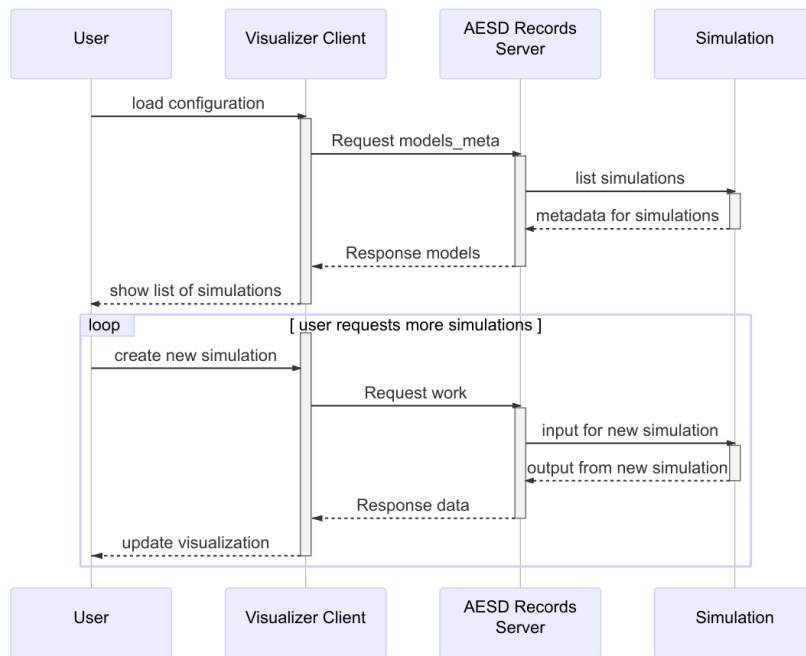 User
Visualizer Client
AESD Records
Server
Simulation
load configuration
Request models_meta
list simulations
metadata for simulations
Response models
show list of simulations
loop
[ user requests more simulations ]
create new simulation
Request work
input for new simulation
output from new simulation
Response data
update visualization
User
Visualizer Client
AESD Records
Server
Simulation